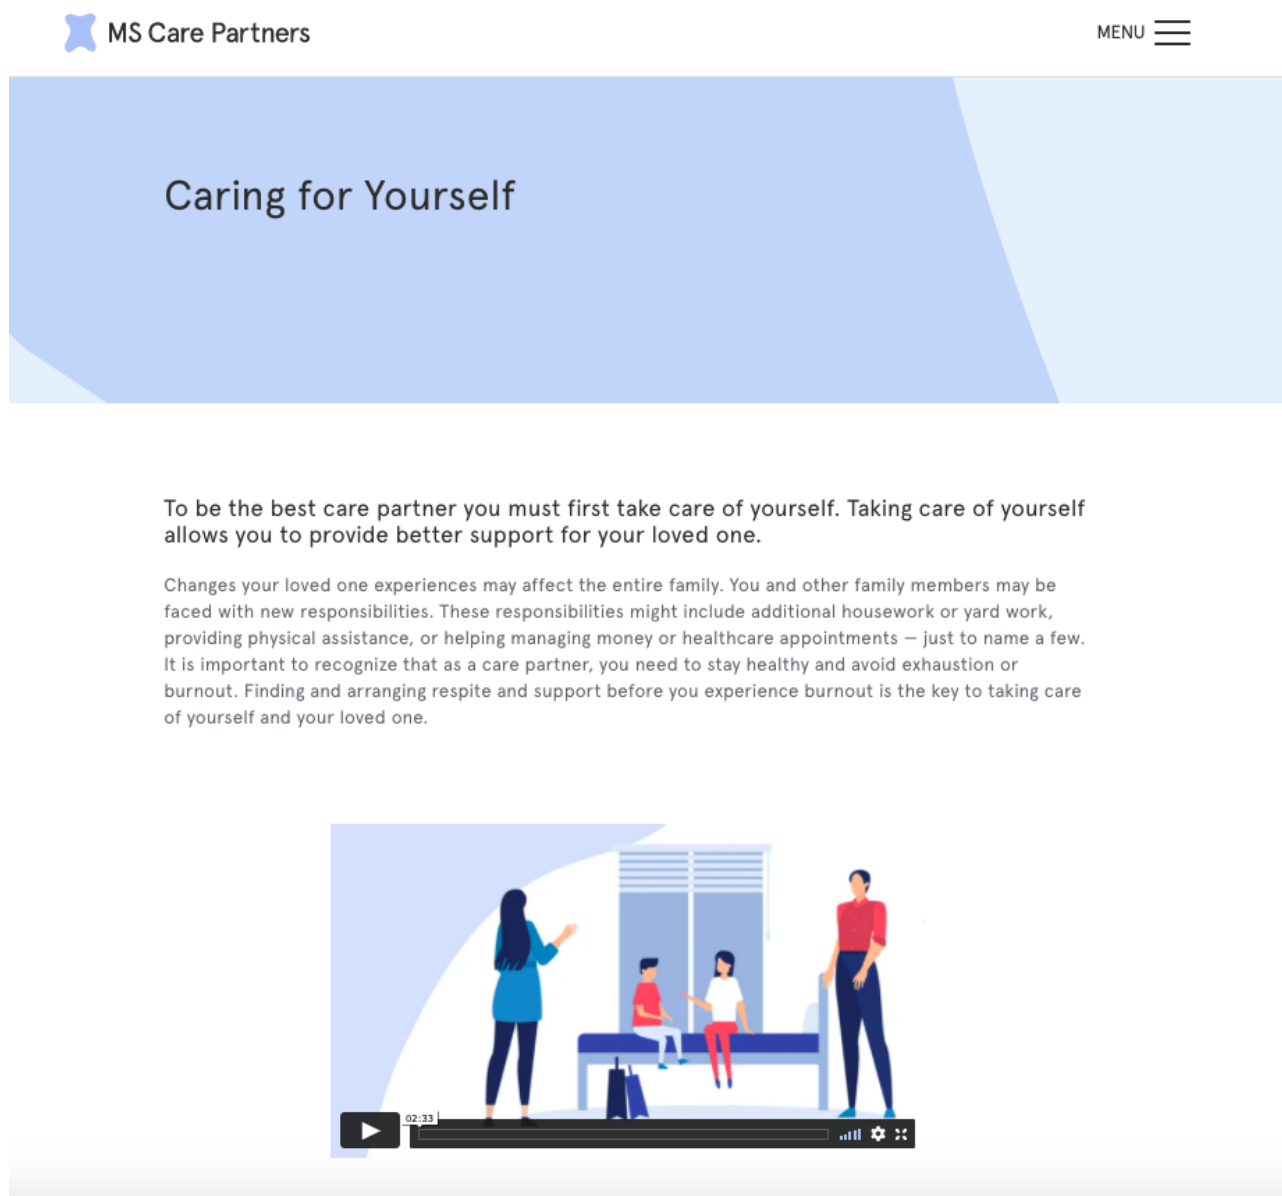 MS Care Partners
MENU
Caring for Yourself
To be the best care partner you must first take care of yourself. Taking care of yourself
allows you to provide better support for your loved one.
Changes your loved one experiences may affect the entire family. You and other family members may be
faced with new responsibilities. These responsibilities might include additional housework or yard work,
providing physical assistance, or helping managing money or healthcare appointments — just to name a few.
It is important to recognize that as a care partner, you need to stay healthy and avoid exhaustion or
burnout. Finding and arranging respite and support before you experience burnout is the key to taking care
of yourself and your loved one.
02:33